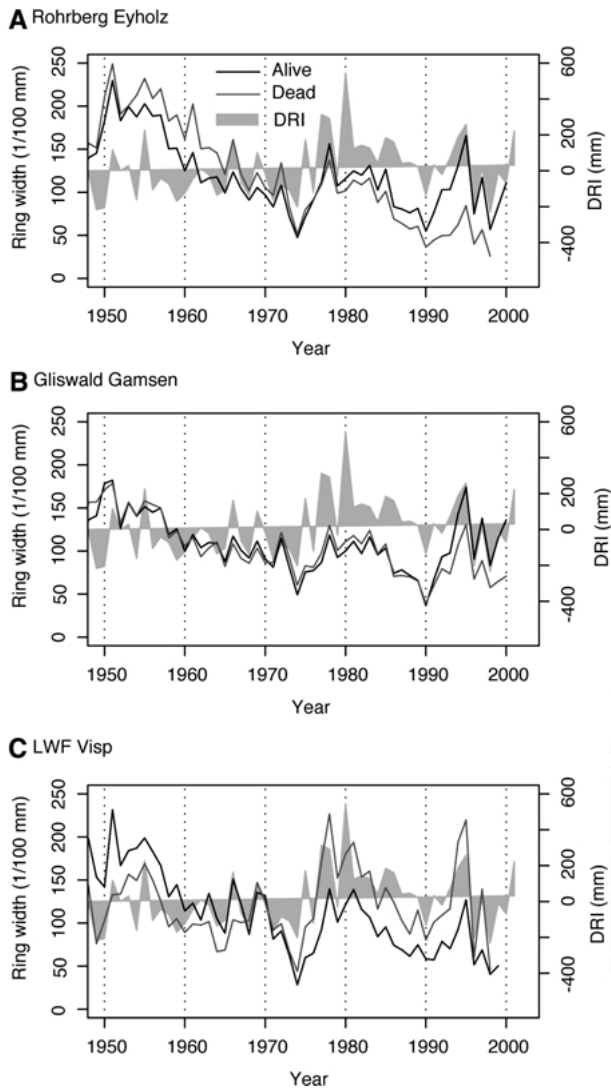 A Rohrberg Eyholz
Alive
Dead
DRI
Ring width (1/100 mm)
0 50 100 150 200 250
DRI (mm)
-400 0 200 600
1950 1960 1970 1980 1990 2000
Year
B Gliswald Gamsen
Ring width (1/100 mm)
0 50 100 150 200 250
DRI (mm)
-400 0 200 600
1950 1960 1970 1980 1990 2000
Year
C LWF Visp
Ring width (1/100 mm)
0 50 100 150 200 250
DRI (mm)
-400 0 200 600
1950 1960 1970 1980 1990 2000
Year